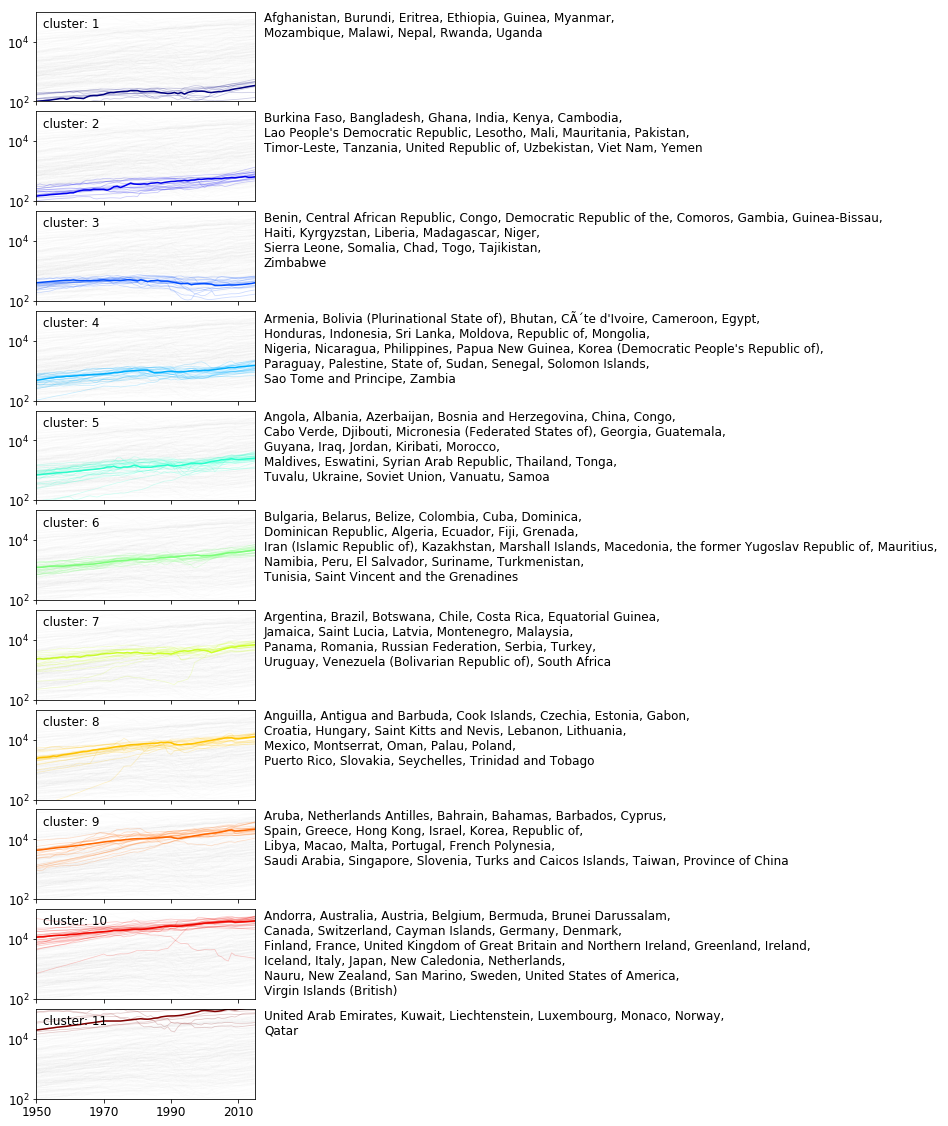 cluster: 1
10^4
10^2
Afghanistan, Burundi, Eritrea, Ethiopia, Guinea, Myanmar,
Mozambique, Malawi, Nepal, Rwanda, Uganda
cluster: 2
10^4
10^2
Burkina Faso, Bangladesh, Ghana, India, Kenya, Cambodia,
Lao People's Democratic Republic, Lesotho, Mali, Mauritania, Pakistan,
Timor-Leste, Tanzania, United Republic of, Uzbekistan, Viet Nam, Yemen
cluster: 3
10^4
10^2
Benin, Central African Republic, Congo, Democratic Republic of the, Comoros, Gambia, Guinea-Bissau,
Haiti, Kyrgyzstan, Liberia, Madagascar, Niger,
Sierra Leone, Somalia, Chad, Togo, Tajikistan,
Zimbabwe
cluster: 4
10^4
10^2
Armenia, Bolivia (Plurinational State of), Bhutan, CÃ´te d'Ivoire, Cameroon, Egypt,
Honduras, Indonesia, Sri Lanka, Moldova, Republic of, Mongolia,
Nigeria, Nicaragua, Philippines, Papua New Guinea, Korea (Democratic People's Republic of),
Paraguay, Palestine, State of, Sudan, Senegal, Solomon Islands,
Sao Tome and Principe, Zambia
cluster: 5
10^4
10^2
Angola, Albania, Azerbaijan, Bosnia and Herzegovina, China, Congo,
Cabo Verde, Djibouti, Micronesia (Federated States of), Georgia, Guatemala,
Guyana, Iraq, Jordan, Kiribati, Morocco,
Maldives, Eswatini, Syrian Arab Republic, Thailand, Tonga,
Tuvalu, Ukraine, Soviet Union, Vanuatu, Samoa
cluster: 6
10^4
10^2
Bulgaria, Belarus, Belize, Colombia, Cuba, Dominica,
Dominican Republic, Algeria, Ecuador, Fiji, Grenada,
Iran (Islamic Republic of), Kazakhstan, Marshall Islands, Macedonia, the former Yugoslav Republic of, Mauritius,
Namibia, Peru, El Salvador, Suriname, Turkmenistan,
Tunisia, Saint Vincent and the Grenadines
cluster: 7
10^4
10^2
Argentina, Brazil, Botswana, Chile, Costa Rica, Equatorial Guinea,
Jamaica, Saint Lucia, Latvia, Montenegro, Malaysia,
Panama, Romania, Russian Federation, Serbia, Turkey,
Uruguay, Venezuela (Bolivarian Republic of), South Africa
cluster: 8
10^4
10^2
Anguilla, Antigua and Barbuda, Cook Islands, Czechia, Estonia, Gabon,
Croatia, Hungary, Saint Kitts and Nevis, Lebanon, Lithuania,
Mexico, Montserrat, Oman, Palau, Poland,
Puerto Rico, Slovakia, Seychelles, Trinidad and Tobago
cluster: 9
10^4
10^2
Aruba, Netherlands Antilles, Bahrain, Bahamas, Barbados, Cyprus,
Spain, Greece, Hong Kong, Israel, Korea, Republic of,
Libya, Macao, Malta, Portugal, French Polynesia,
Saudi Arabia, Singapore, Slovenia, Turks and Caicos Islands, Taiwan, Province of China
cluster: 10
10^4
10^2
Andorra, Australia, Austria, Belgium, Bermuda, Brunei Darussalam,
Canada, Switzerland, Cayman Islands, Germany, Denmark,
Finland, France, United Kingdom of Great Britain and Northern Ireland, Greenland, Ireland,
Iceland, Italy, Japan, New Caledonia, Netherlands,
Nauru, New Zealand, San Marino, Sweden, United States of America,
Virgin Islands (British)
cluster: 11
10^4
10^2
United Arab Emirates, Kuwait, Liechtenstein, Luxembourg, Monaco, Norway,
Qatar
1950 1970 1990 2010